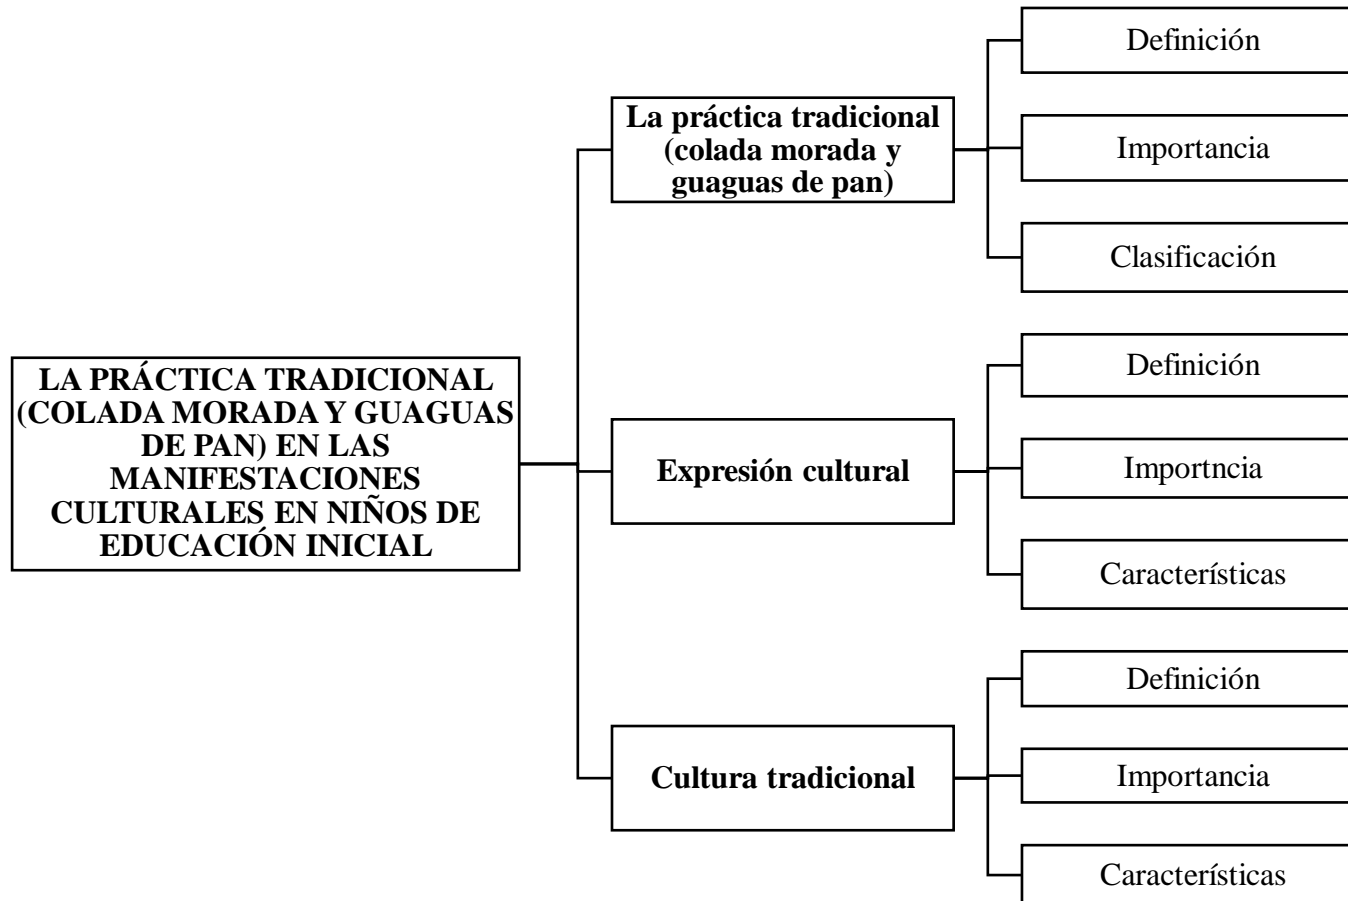 LA PRÁCTICA TRADICIONAL
(COLADA MORADA Y GUAGUAS
DE PAN) EN LAS
MANIFESTACIONES
CULTURALES EN NIÑOS DE
EDUCACIÓN INICIAL
La práctica tradicional
(colada morada y
guaguas de pan)
Definición
Importancia
Clasificación
Expresión cultural
Definición
Importncia
Características
Cultura tradicional
Definición
Importancia
Características